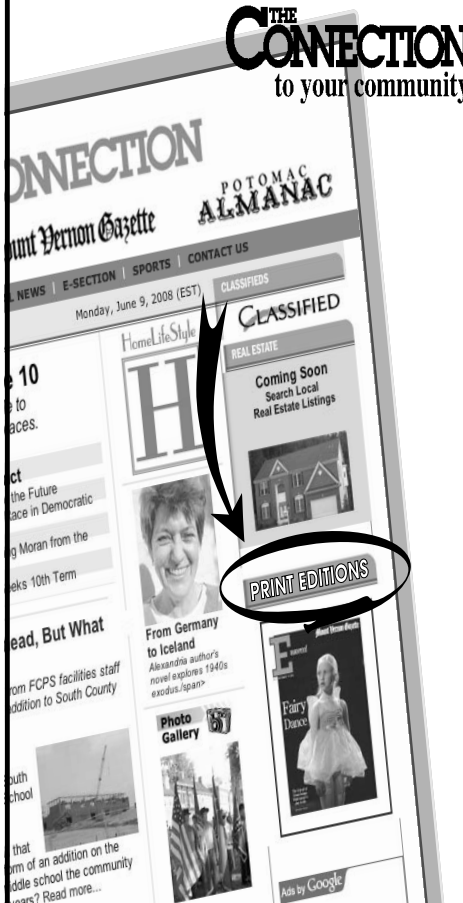 THE
CONNECTION
to your community
ONNECTION
unt Vernon Gazette
POTOMAC
ALMANAC
L NEWS | E-SECTION | SPORTS | CONTACT US
Monday, June 9, 2008 (EST)
CLASSIFIEDS
CLASSIFIED
REAL ESTATE
Coming Soon
Search Local
Real Estate Listings
HomeLifeStyle
H
e 10
e to
aces.
ct
the Future
ace in Democratic
g Moran from the
eks 10th Term
ead, But What
rom FCPS facilities staff
ddition to South County
outh
chool
that
orm of an addition on the
iddle school the community
years? Read more...
From Germany
to Iceland
Alexandria author's
novel explores 1940s
exodus./span>
Photo
Gallery
PRINT EDITIONS
Mount Vernon Gazette
E
Fairy
Dance
Ads by Google